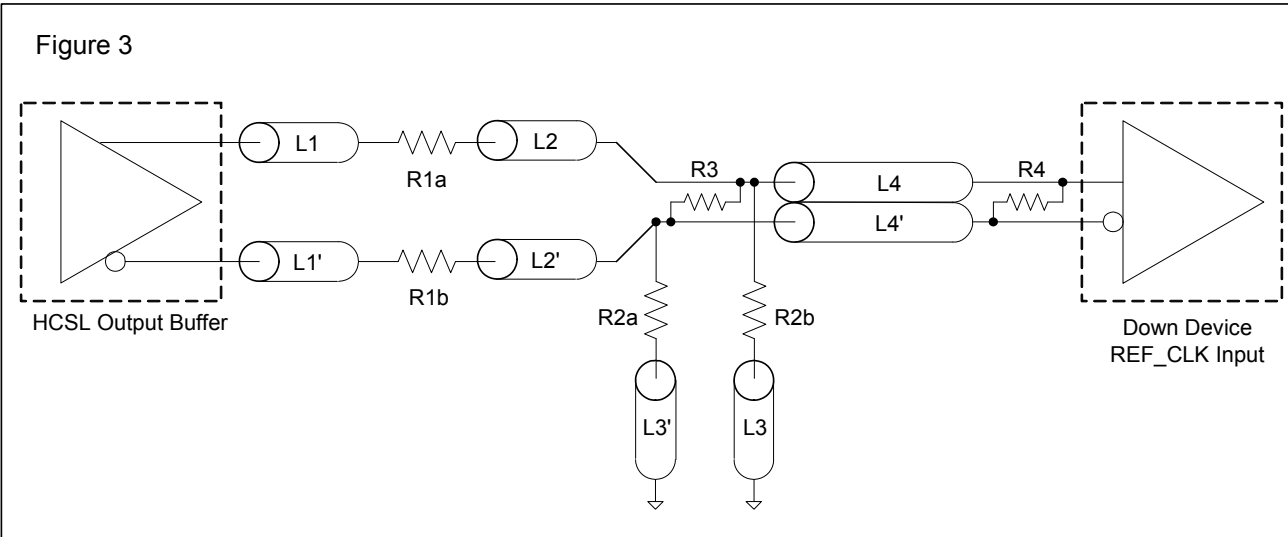 Figure 3
L1
R1a
L2
R3
L4
R4
L4'
L1'
R1b
L2'
HCSL Output Buffer
R2a
R2b
Down Device
REF_CLK Input
L3'
L3